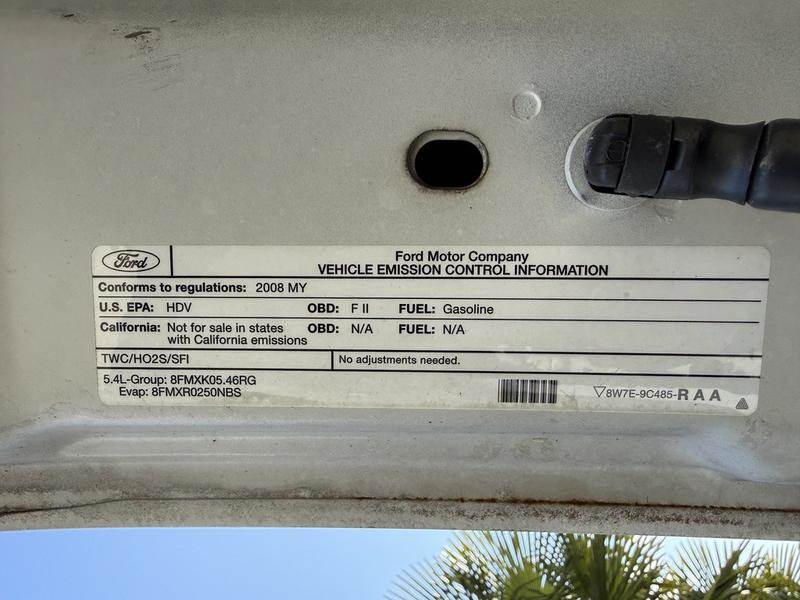 Ford
Ford Motor Company
VEHICLE EMISSION CONTROL INFORMATION
Conforms to regulations: 2008 MY
U.S. EPA: HDV OBD: F II FUEL: Gasoline
California: Not for sale in states OBD: N/A FUEL: N/A
with California emissions
TWC/HO2S/SFI No adjustments needed.
5.4L-Group: 8FMXK05.46RG
Evap: 8FMXR0250NBS
8W7E-9C485-RAA